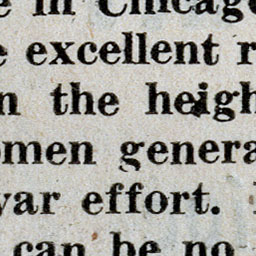 in Chicago
excellent
the heigh
omen genera
war effort.
can be no